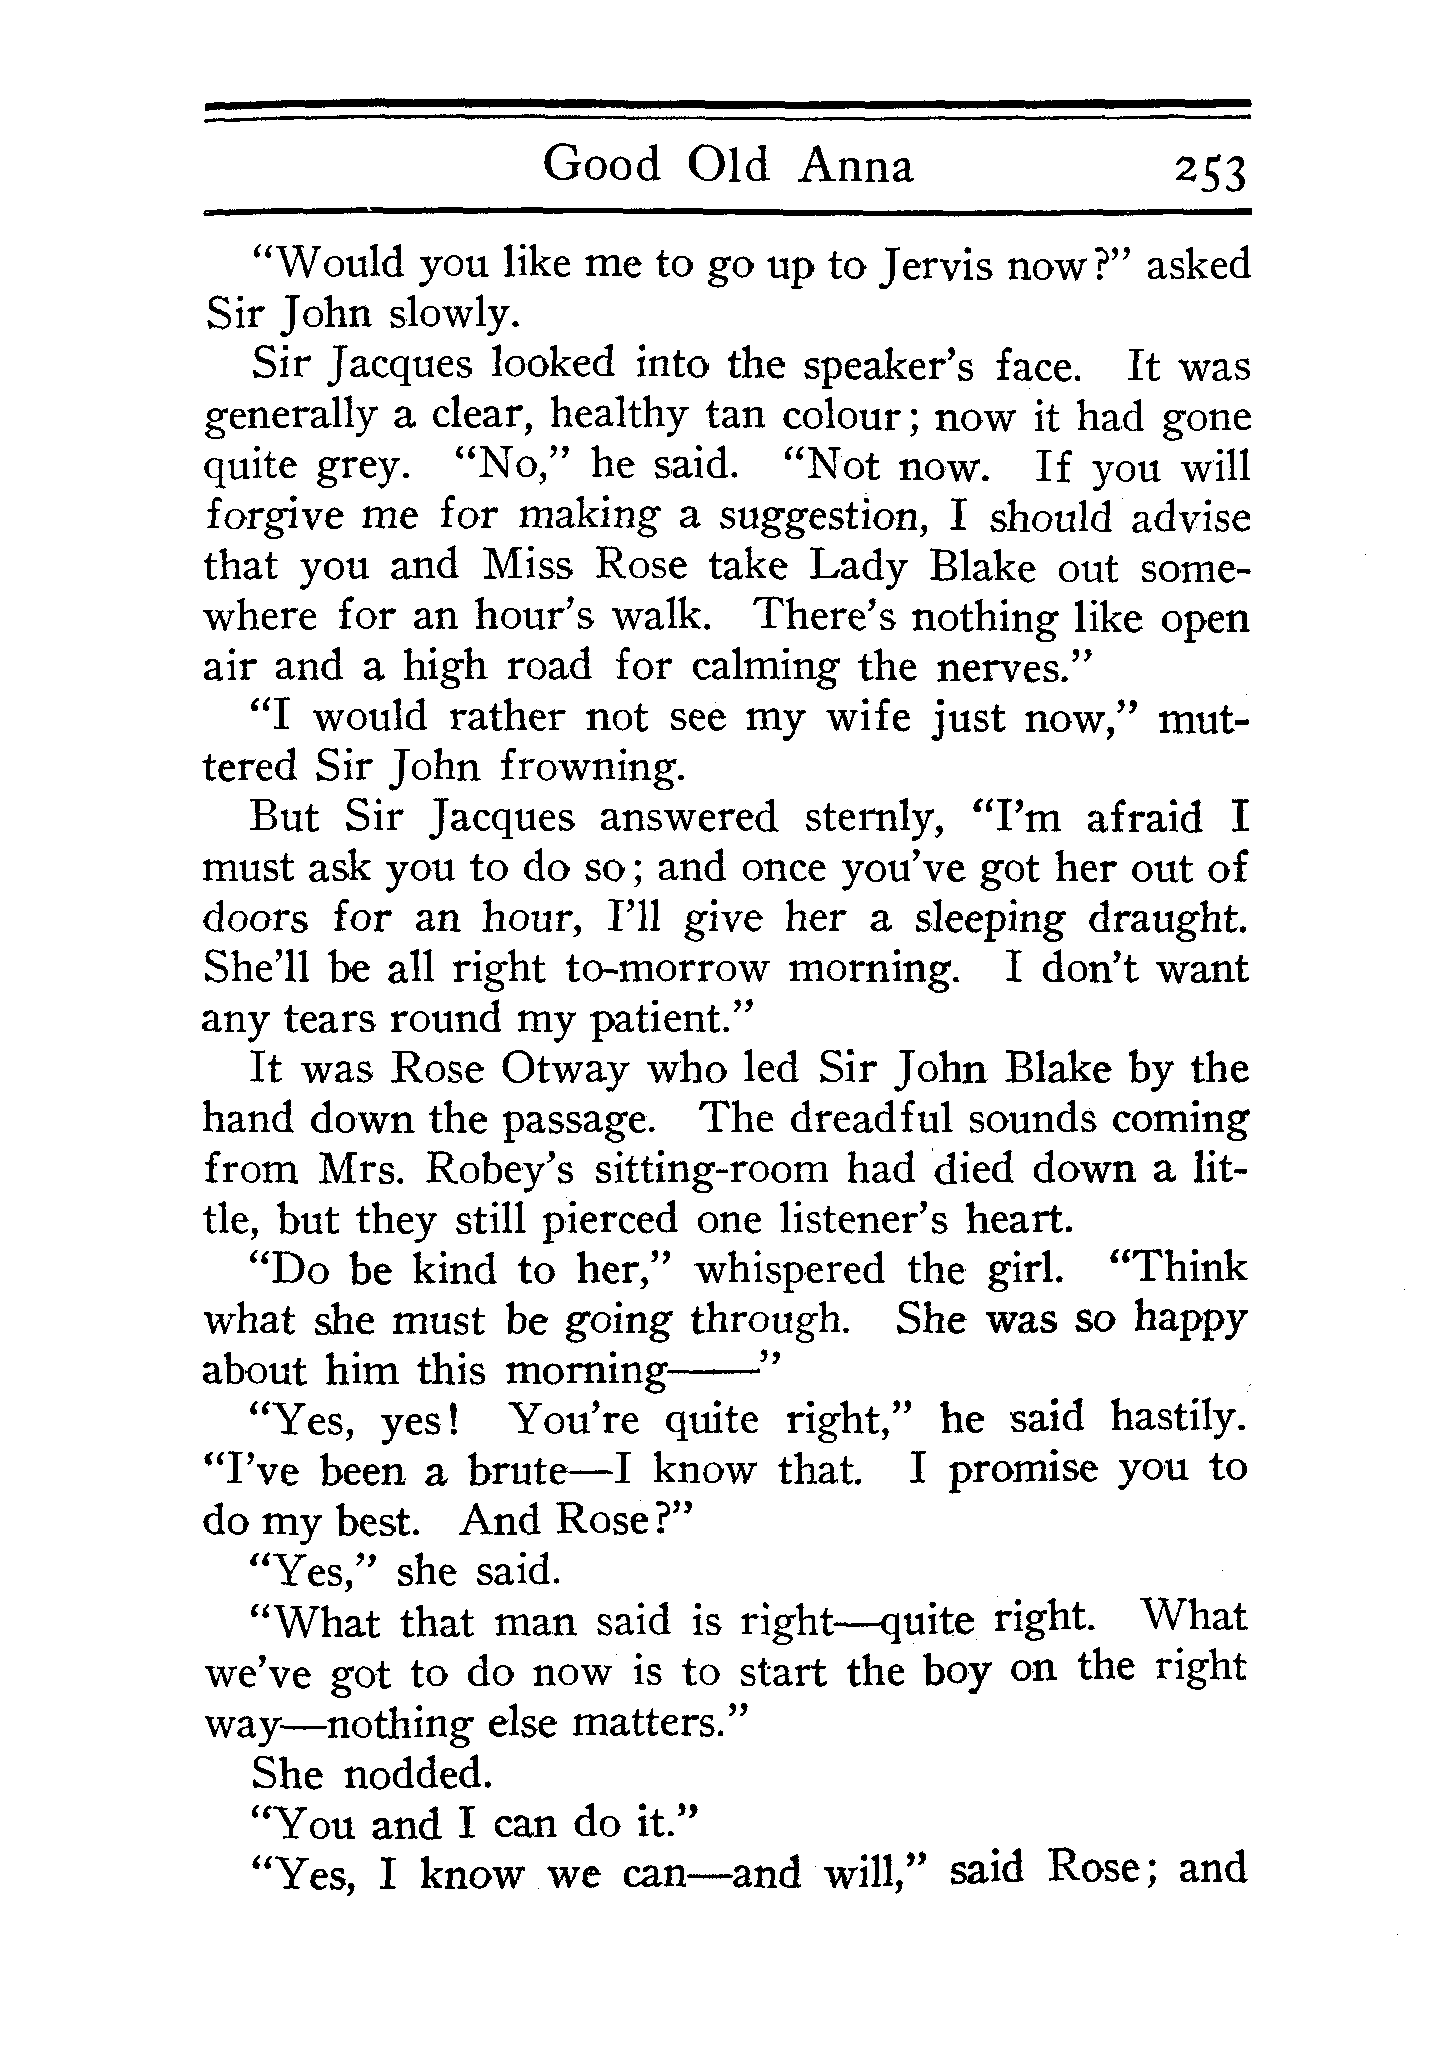 Good Old Anna 253
“Would you like me to go up to Jervis now?” asked
Sir John slowly.
Sir Jacques looked into the speaker’s face. It was
generally a clear, healthy tan colour; now it had gone
quite grey. “No,” he said. “Not now. If you will
forgive me for making a suggestion, I should advise
that you and Miss Rose take Lady Blake out some-
where for an hour’s walk. There’s nothing like open
air and a high road for calming the nerves.”
“I would rather not see my wife just now,” mut-
tered Sir John frowning.
But Sir Jacques answered sternly, “I’m afraid I
must ask you to do so; and once you’ve got her out of
doors for an hour, I’ll give her a sleeping draught.
She’ll be all right to-morrow morning. I don’t want
any tears round my patient.”
It was Rose Otway who led Sir John Blake by the
hand down the passage. The dreadful sounds coming
from Mrs. Robey’s sitting-room had died down a lit-
tle, but they still pierced one listener’s heart.
“Do be kind to her,” whispered the girl. “Think
what she must be going through. She was so happy
about him this morning——”
“Yes, yes! You’re quite right,” he said hastily.
“I’ve been a brute—I know that. I promise you to
do my best. And Rose?”
“Yes,” she said.
“What that man said is right—quite right. What
we’ve got to do now is to start the boy on the right
way—nothing else matters.”
She nodded.
“You and I can do it.”
“Yes, I know we can—and will,” said Rose; and